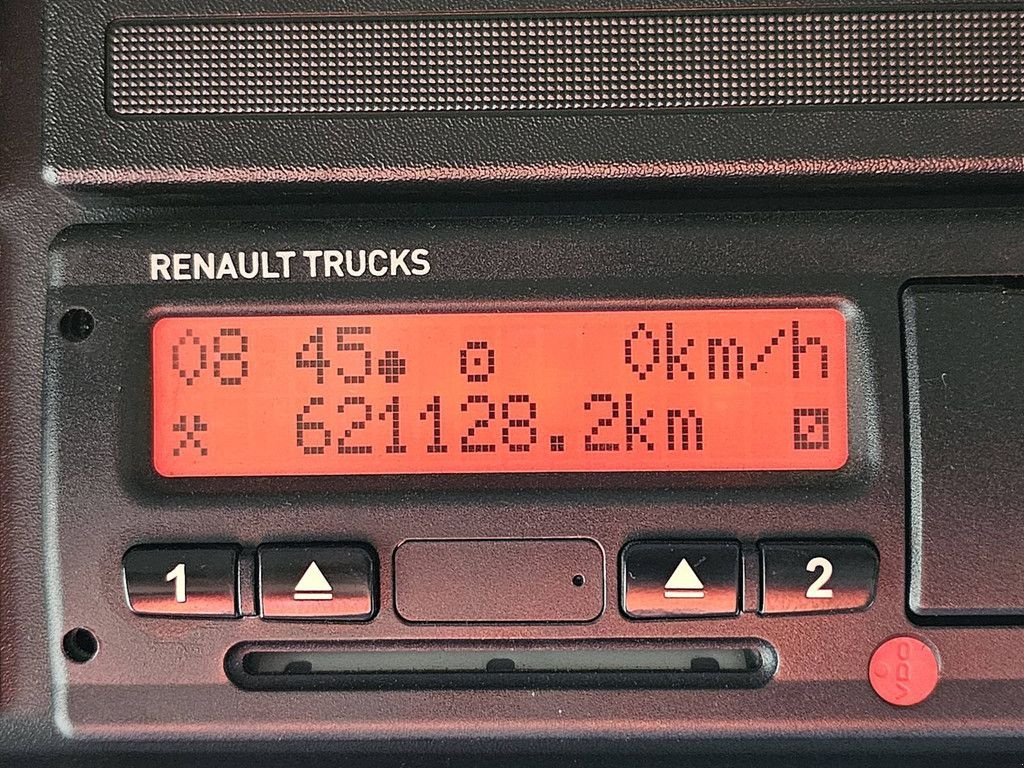 RENAULT TRUCKS
08 45 0km/h
621128.2km
1 2
VDO